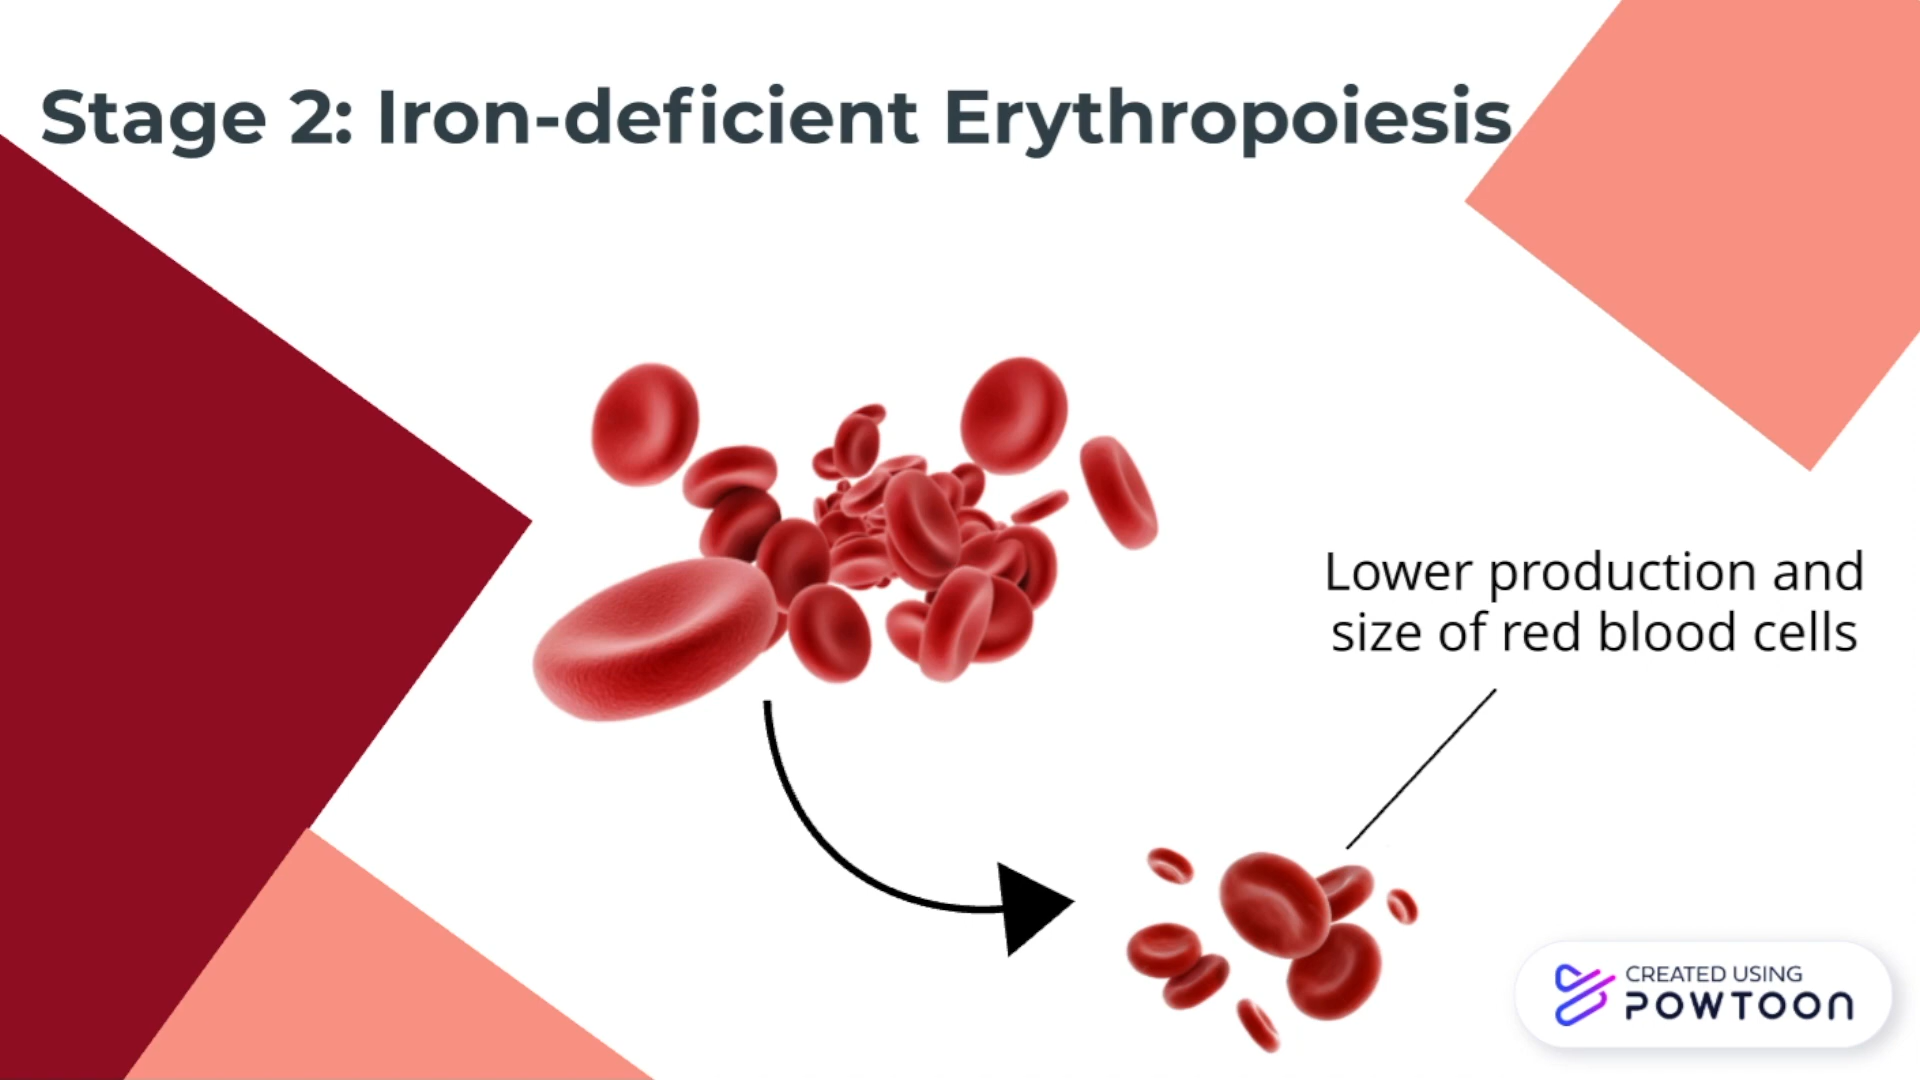 Stage 2: Iron-deficient Erythropoiesis
Lower production and
size of red blood cells
CREATED USING
POWTOON